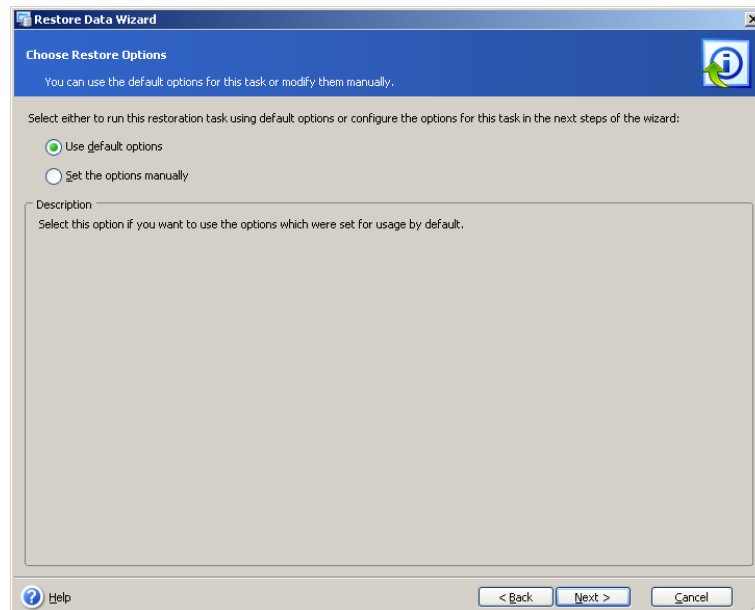 Restore Data Wizard
Choose Restore Options
You can use the default options for this task or modify them manually.
Select either to run this restoration task using default options or configure the options for this task in the next steps of the wizard:
Use default options
Set the options manually
Description
Select this option if you want to use the options which were set for usage by default.
Help
< Back
Next >
Cancel